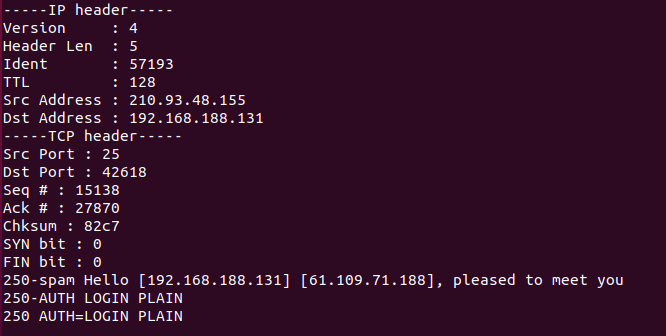 -----IP header-----
Version     : 4
Header Len  : 5
Ident       : 57193
TTL         : 128
Src Address : 210.93.48.155
Dst Address : 192.168.188.131
-----TCP header-----
Src Port : 25
Dst Port : 42618
Seq # : 15138
Ack # : 27870
Chksum : 82c7
SYN bit : 0
FIN bit : 0
250-spam Hello [192.168.188.131] [61.109.71.188], pleased to meet you
250-AUTH LOGIN PLAIN
250 AUTH=LOGIN PLAIN